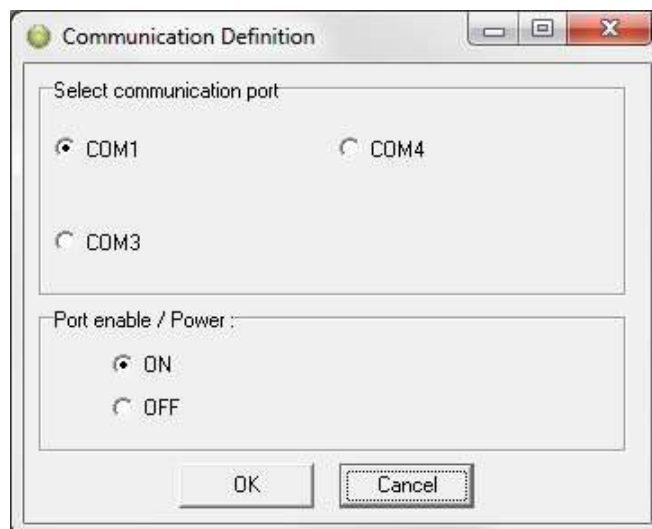 Communication Definition
Select communication port
COM1 COM4
COM3
Port enable / Power :
ON
OFF
OK Cancel